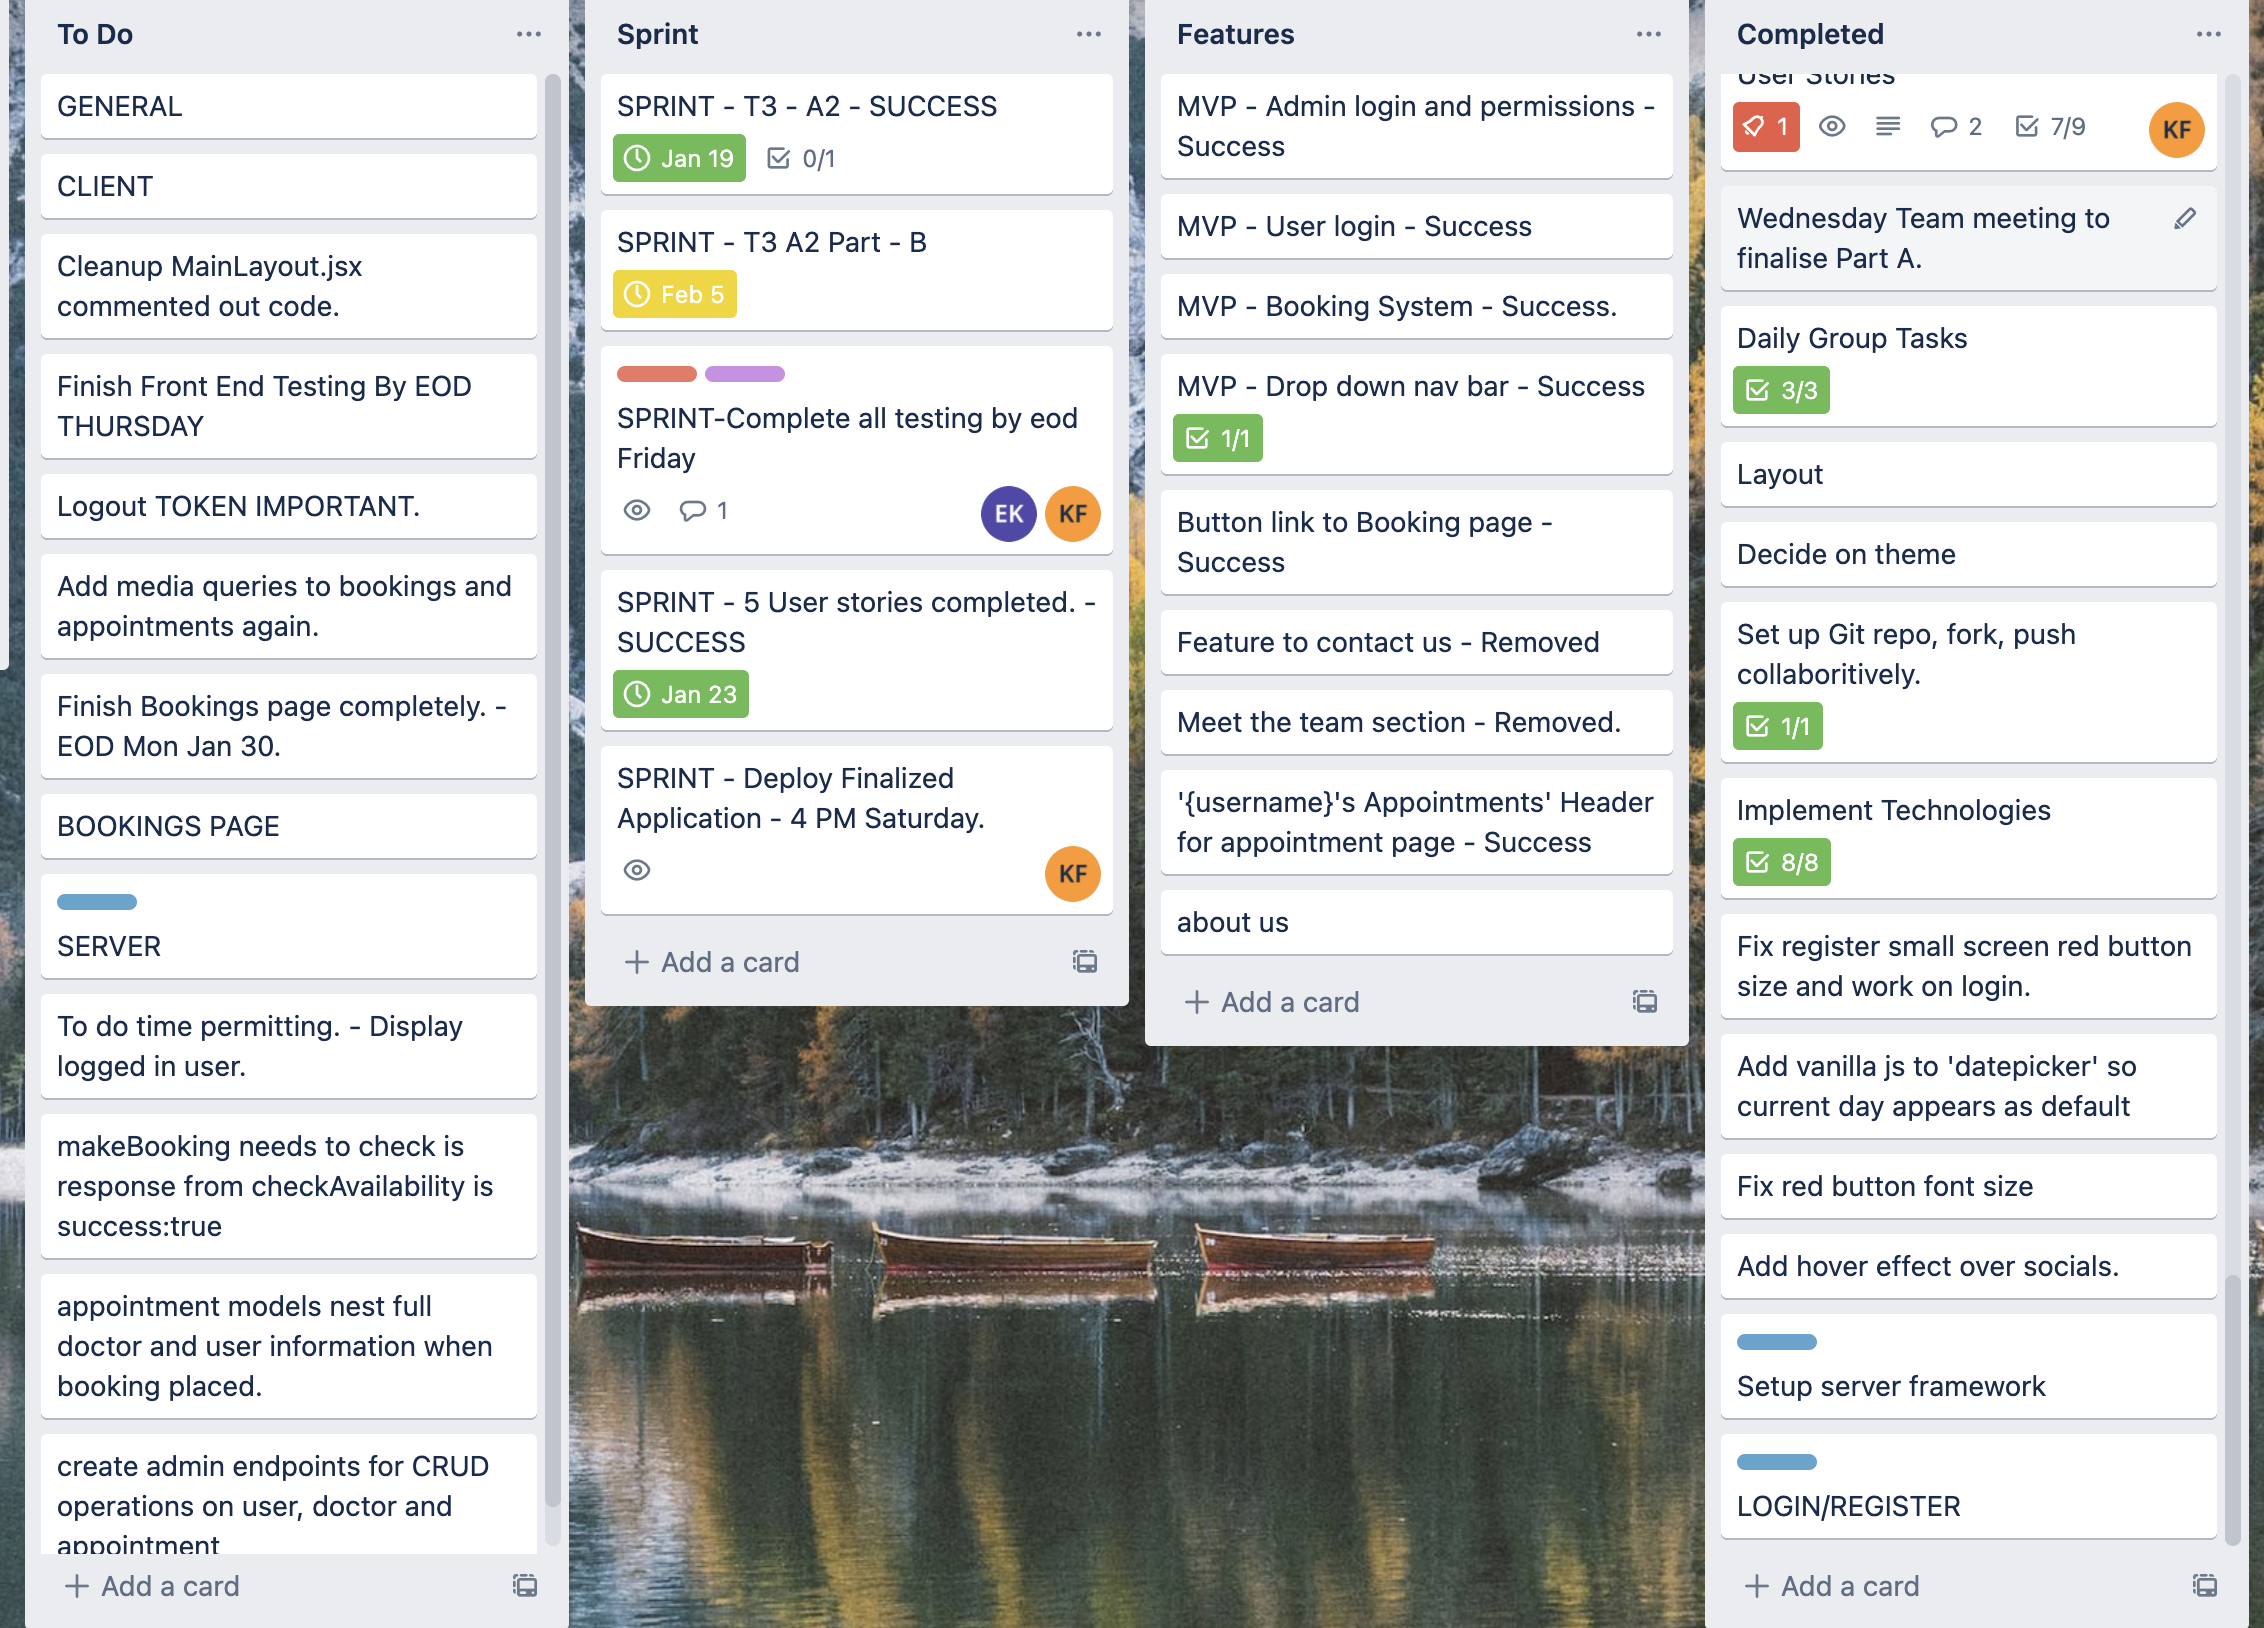 To Do
GENERAL
CLIENT
Cleanup MainLayout.jsx
commented out code.
Finish Front End Testing By EOD
THURSDAY
Logout TOKEN IMPORTANT.
Add media queries to bookings and
appointments again.
Finish Bookings page completely. -
EOD Mon Jan 30.
BOOKINGS PAGE
SERVER
To do time permitting. - Display
logged in user.
makeBooking needs to check is
response from checkAvailability is
success:true
appointment models nest full
doctor and user information when
booking placed.
create admin endpoints for CRUD
operations on user, doctor and
appointment
+ Add a card
Sprint
SPRINT - T3 - A2 - SUCCESS
Jan 19 0/1
SPRINT - T3 A2 Part - B
Feb 5
SPRINT-Complete all testing by eod
Friday
1 EK KF
SPRINT - 5 User stories completed. -
SUCCESS
Jan 23
SPRINT - Deploy Finalized
Application - 4 PM Saturday.
KF
+ Add a card
Features
MVP - Admin login and permissions -
Success
MVP - User login - Success
MVP - Booking System - Success.
MVP - Drop down nav bar - Success
1/1
Button link to Booking page -
Success
Feature to contact us - Removed
Meet the team section - Removed.
'{username}'s Appointments' Header
for appointment page - Success
about us
+ Add a card
Completed
User Stories
1 2 7/9 KF
Wednesday Team meeting to
finalise Part A.
Daily Group Tasks
3/3
Layout
Decide on theme
Set up Git repo, fork, push
collaboritively.
1/1
Implement Technologies
8/8
Fix register small screen red button
size and work on login.
Add vanilla js to 'datepicker' so
current day appears as default
Fix red button font size
Add hover effect over socials.
Setup server framework
LOGIN/REGISTER
+ Add a card